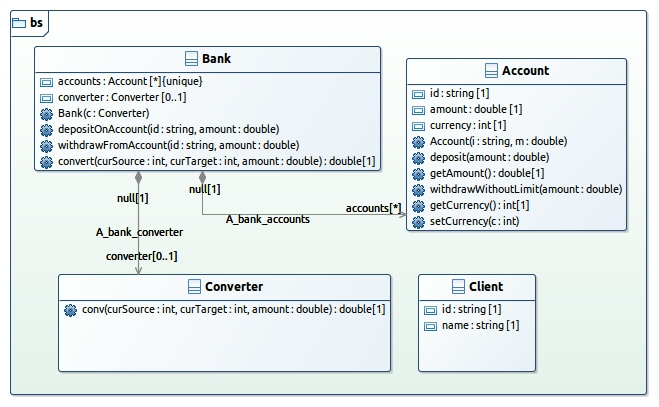 bs
Bank
accounts : Account [*]{unique}
converter : Converter [0..1]
Bank(c : Converter)
depositOnAccount(id : string, amount : double)
withdrawFromAccount(id : string, amount : double)
convert(curSource : int, curTarget : int, amount : double) : double[1]
Account
id : string [1]
amount : double [1]
currency : int [1]
Account(i : string, m : double)
deposit(amount : double)
getAmount() : double[1]
withdrawWithoutLimit(amount : double)
getCurrency() : int[1]
setCurrency(c : int)
null[1]
null[1]
accounts[*]
A_bank_accounts
A_bank_converter
converter[0..1]
Converter
conv(curSource : int, curTarget : int, amount : double) : double[1]
Client
id : string [1]
name : string [1]